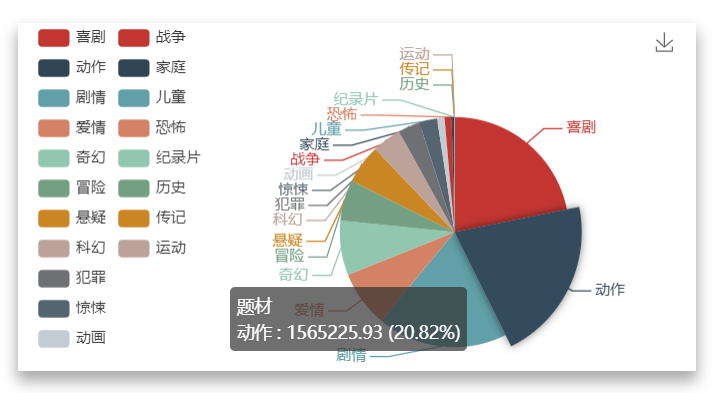 喜剧
动作
剧情
爱情
奇幻
冒险
悬疑
科幻
犯罪
惊悚
动画
战争
家庭
儿童
恐怖
纪录片
历史
传记
运动
运动
传记
历史
纪录片
恐怖
儿童
家庭
战争
动画
惊悚
犯罪
科幻
悬疑
冒险
奇幻
爱情
剧情
喜剧
动作
题材
动作 : 1565225.93 (20.82%)